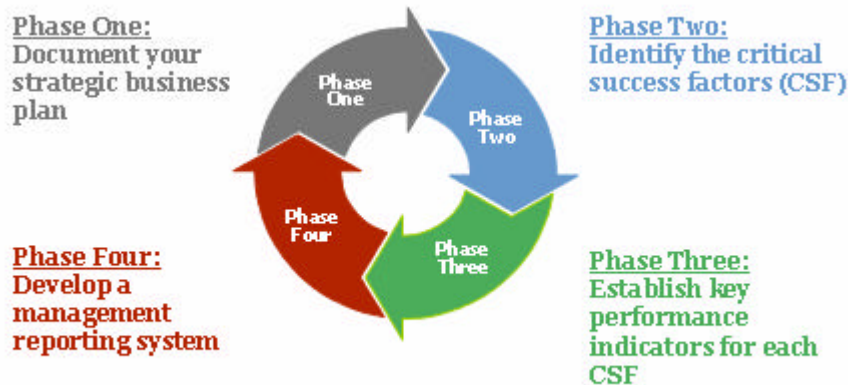 Phase One:
Document your
strategic business
plan
Phase Two:
Identify the critical
success factors (CSF)
Phase
One
Phase
Two
Phase
Four
Phase
Three
Phase Four:
Develop a
management
reporting system
Phase Three:
Establish key
performance
indicators for each
CSF